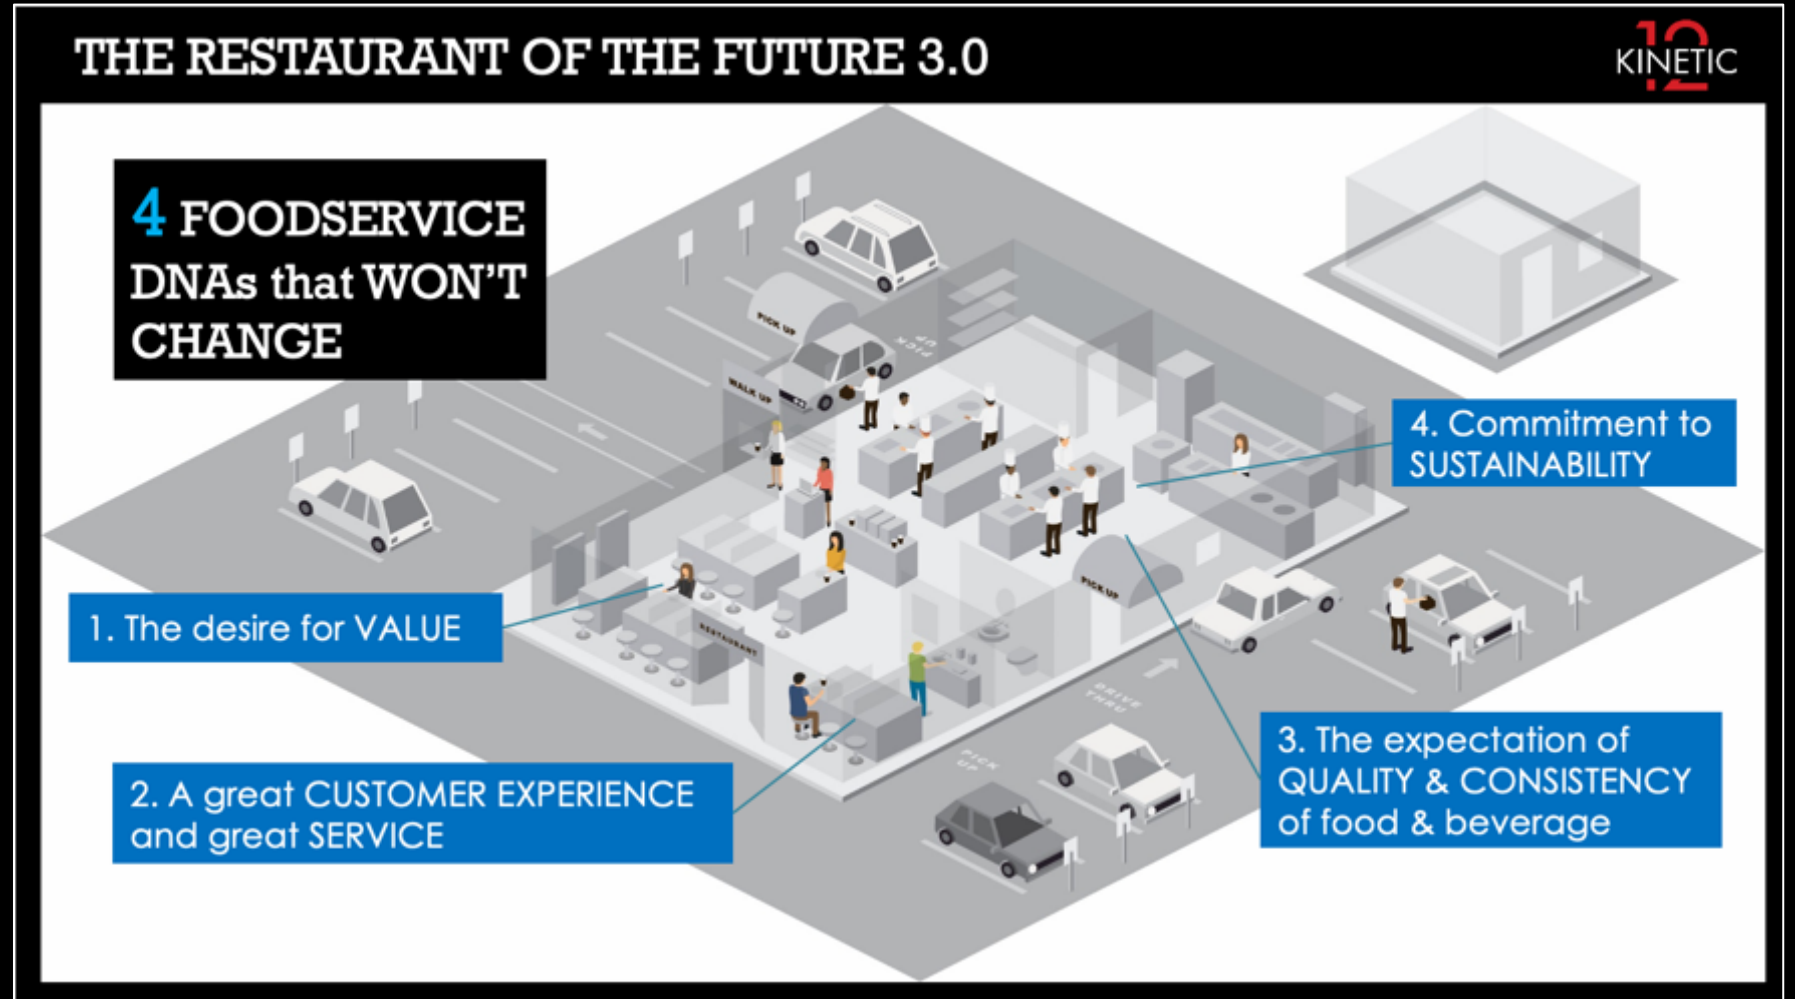 THE RESTAURANT OF THE FUTURE 3.0
12
KINETIC
4 FOODSERVICE
DNAs that WON'T
CHANGE
PICK UP
PICK
UP
WALK UP
4. Commitment to
SUSTAINABILITY
1. The desire for VALUE
RESTAURANT
PICK UP
DRIVE
THRU
PICK
UP
2. A great CUSTOMER EXPERIENCE
and great SERVICE
3. The expectation of
QUALITY & CONSISTENCY
of food & beverage